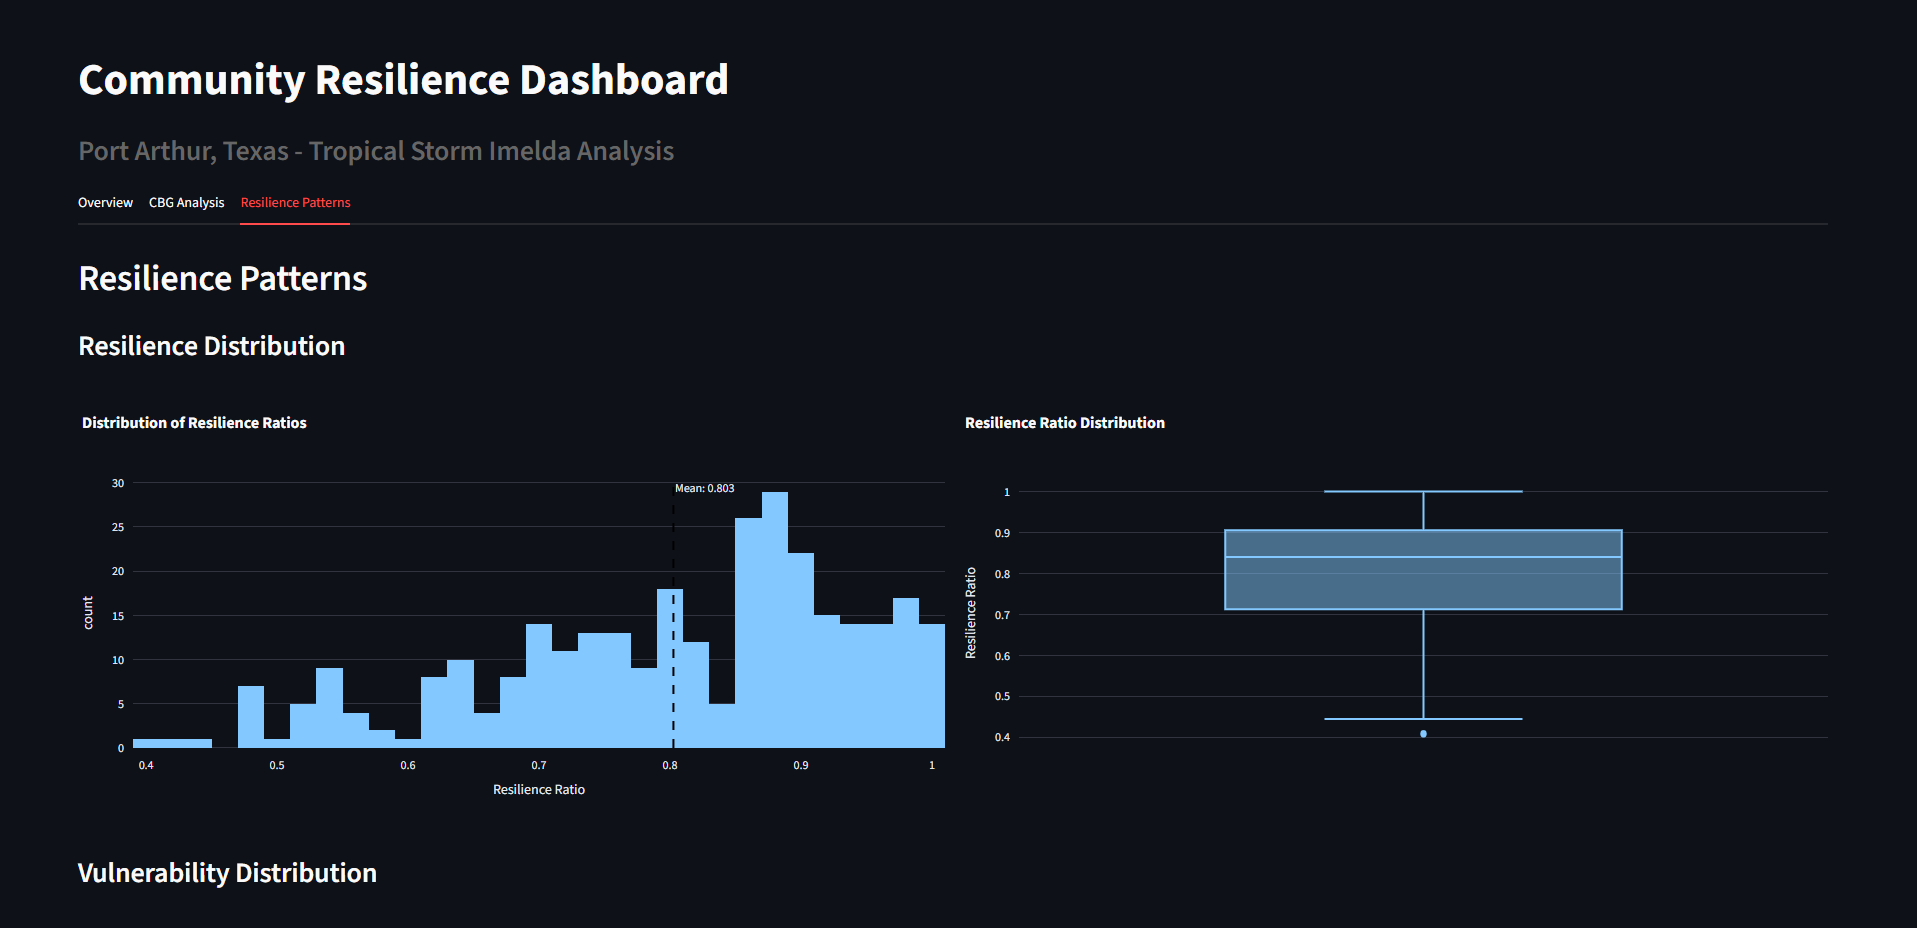 Community Resilience Dashboard
Port Arthur, Texas - Tropical Storm Imelda Analysis
Overview CBG Analysis Resilience Patterns
Resilience Patterns
Resilience Distribution
Distribution of Resilience Ratios
30
25
20
15
10
5
0
count
Mean: 0.803
0.4 0.5 0.6 0.7 0.8 0.9 1
Resilience Ratio
Resilience Ratio Distribution
1
0.9
0.8
0.7
0.6
0.5
0.4
Resilience Ratio
Vulnerability Distribution